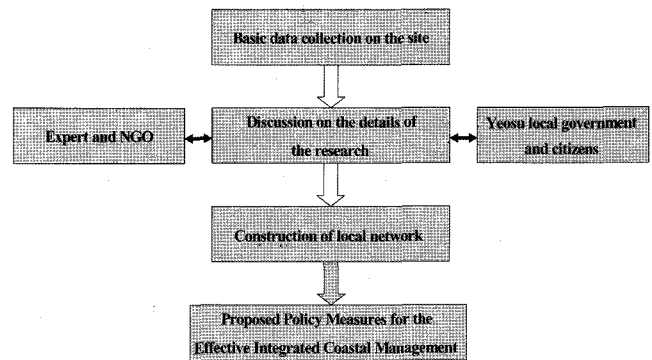 Basic data collection on the site
Expert and NGO
Discussion on the details of
the research
Yeosu local government
and citizens
Construction of local network
Proposed Policy Measures for the
Effective Integrated Coastal Management